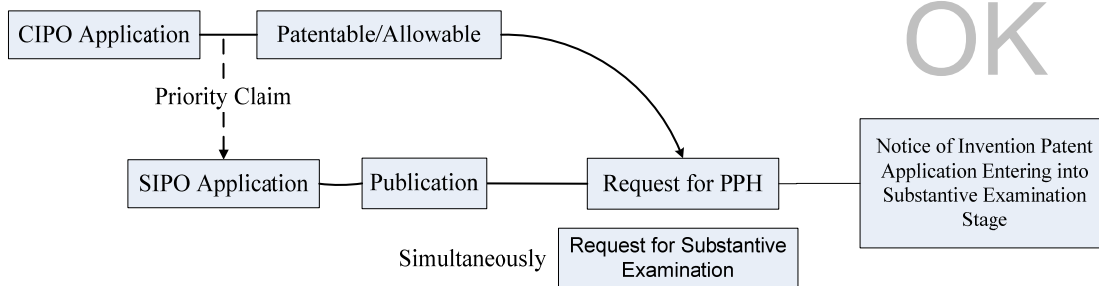 OK
CIPO Application
Patentable/Allowable
Priority Claim
SIPO Application
Publication
Request for PPH
Notice of Invention Patent
Application Entering into
Substantive Examination
Stage
Simultaneously
Request for Substantive
Examination